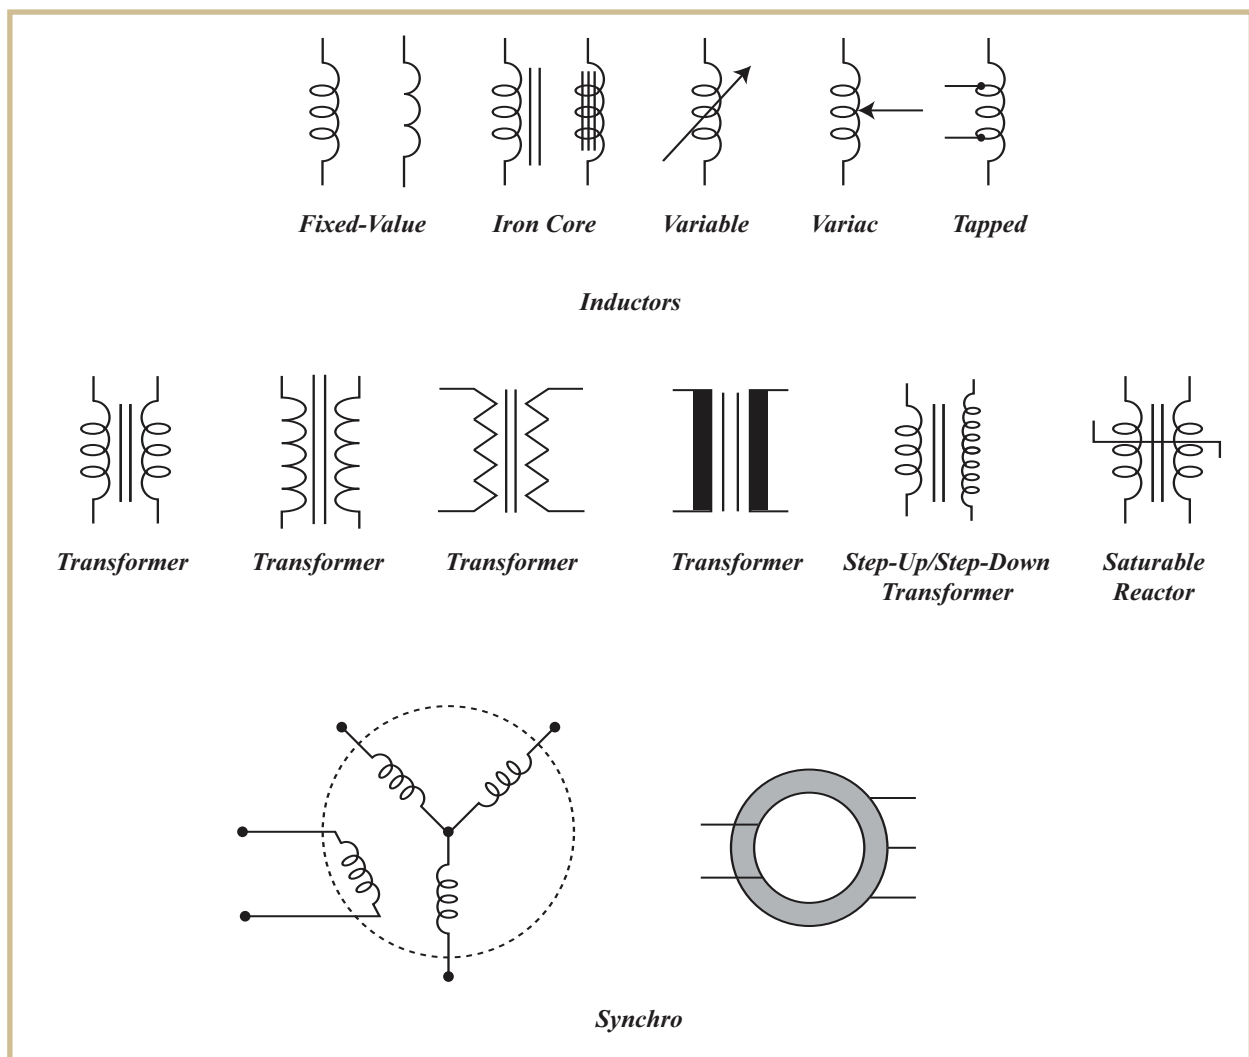 Fixed-Value
Iron Core
Variable
Variac
Tapped
Inductors
Transformer
Transformer
Transformer
Transformer
Step-Up/Step-Down
Transformer
Saturable
Reactor
Synchro